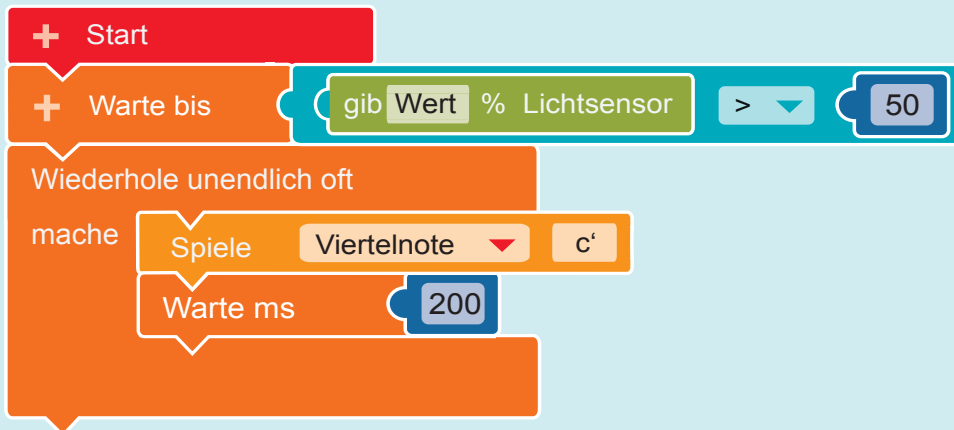 + Start
+ Warte bis gib Wert % Lichtsensor > 50
Wiederhole unendlich oft
mache Spiele Viertelnote c‘
Warte ms 200